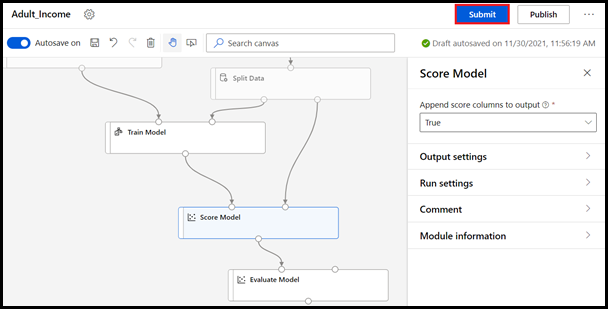 Adult_Income
Submit
Publish
Autosave on
Search canvas
Draft autosaved on 11/30/2021, 11:56:19 AM
Split Data
Train Model
Score Model
Evaluate Model
Score Model
Append score columns to output *
True
Output settings
Run settings
Comment
Module information